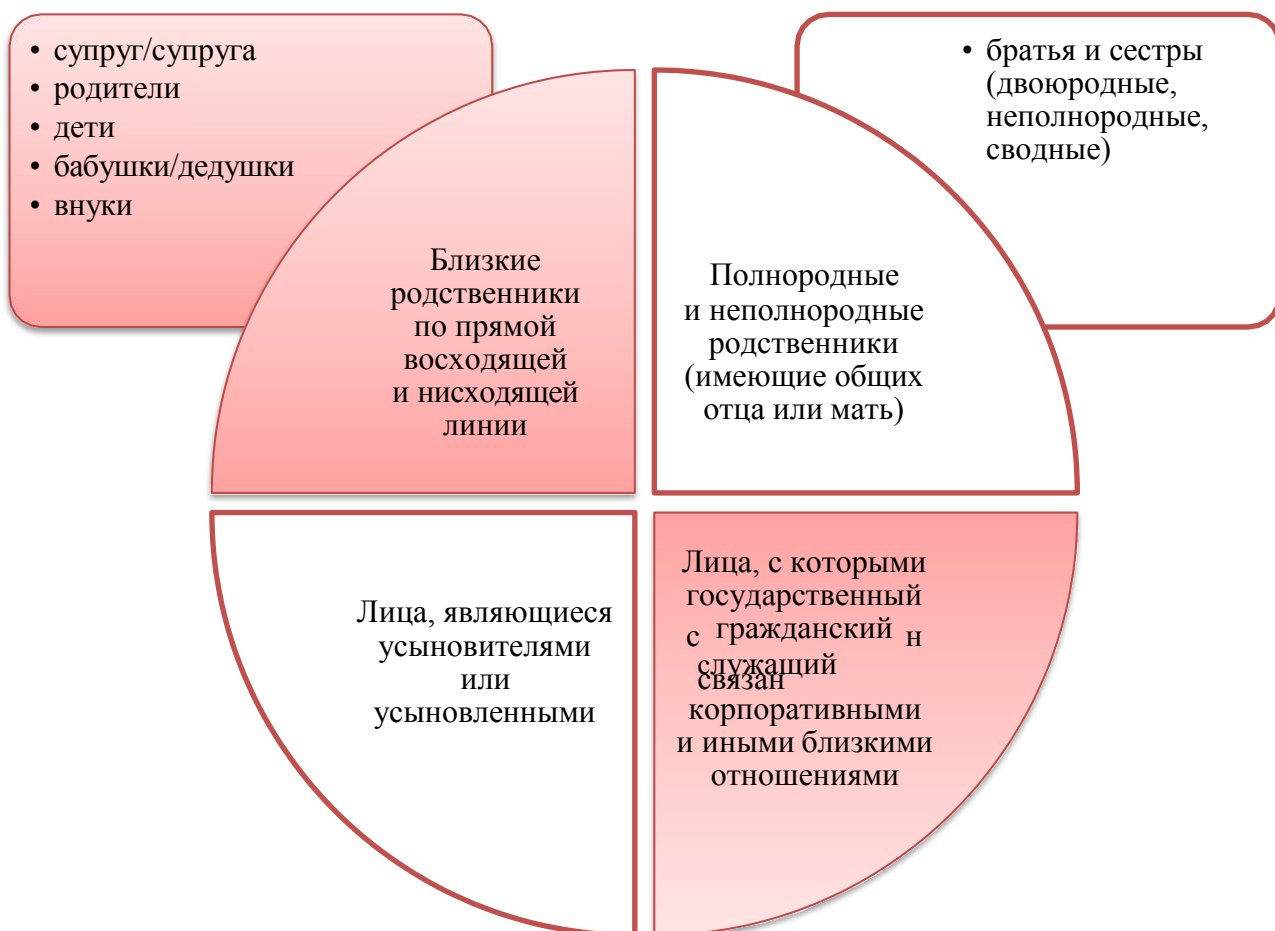 • супруг/супруга
• родители
• дети
• бабушки/дедушки
• внуки
• братья и сестры
(двоюродные,
неполнородные,
сводные)
Близкие
родственники
по прямой
восходящей
и нисходящей
линии
Полнородные
и неполнородные
родственники
(имеющие общих
отца или мать)
Лица, являющиеся
усыновителями
или
усыновленными
Лица, с которыми
государственный
с гражданский н
служащий
связан
корпоративными
и иными близкими
отношениями